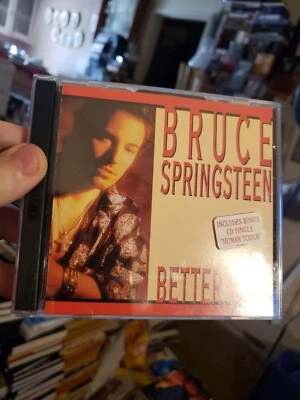 BRUCE
SPRINGSTEEN
INCLUDES BONUS
CD SINGLE
"HUMAN TOUCH"
BETTER